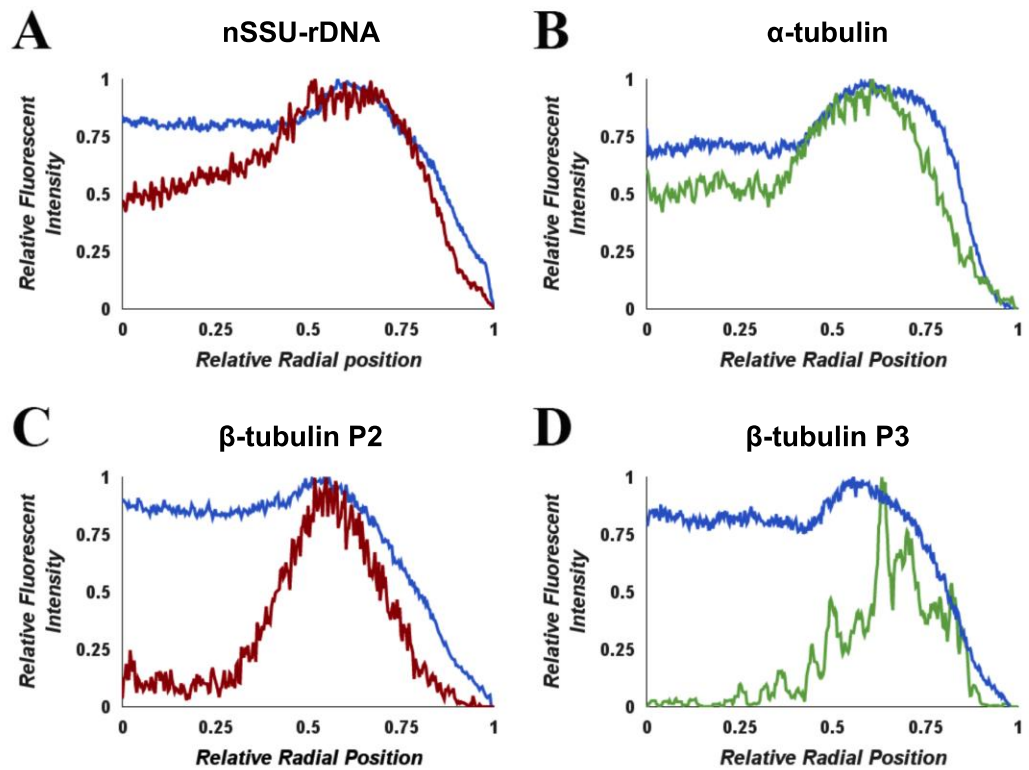 A
nSSU-rDNA
Relative Fluorescent
Intensity
1
0.75
0.5
0.25
0
0 0.25 0.5 0.75 1
Relative Radial position
B
α-tubulin
Relative Fluorescent
Intensity
1
0.75
0.5
0.25
0
0 0.25 0.5 0.75 1
Relative Radial Position
C
β-tubulin P2
Relative Fluorescent
Intensity
1
0.75
0.5
0.25
0
0 0.25 0.5 0.75 1
Relative Radial Position
D
β-tubulin P3
Relative Fluorescent
Intensity
1
0.75
0.5
0.25
0
0 0.25 0.5 0.75 1
Relative Radial Position